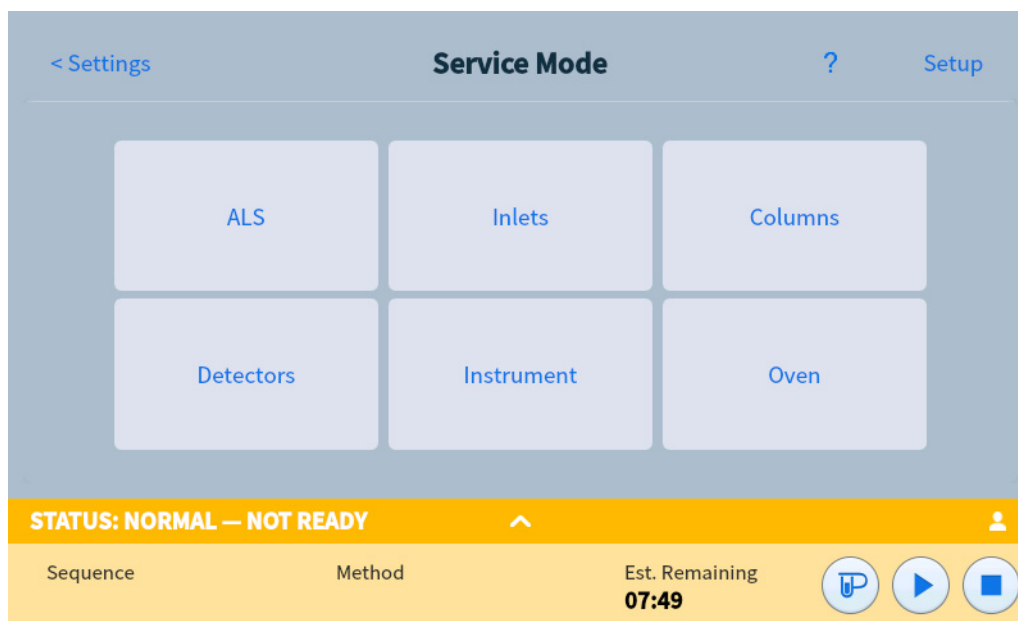 < Settings Service Mode ? Setup
ALS Inlets Columns
Detectors Instrument Oven
STATUS: NORMAL — NOT READY
Sequence Method Est. Remaining
07:49